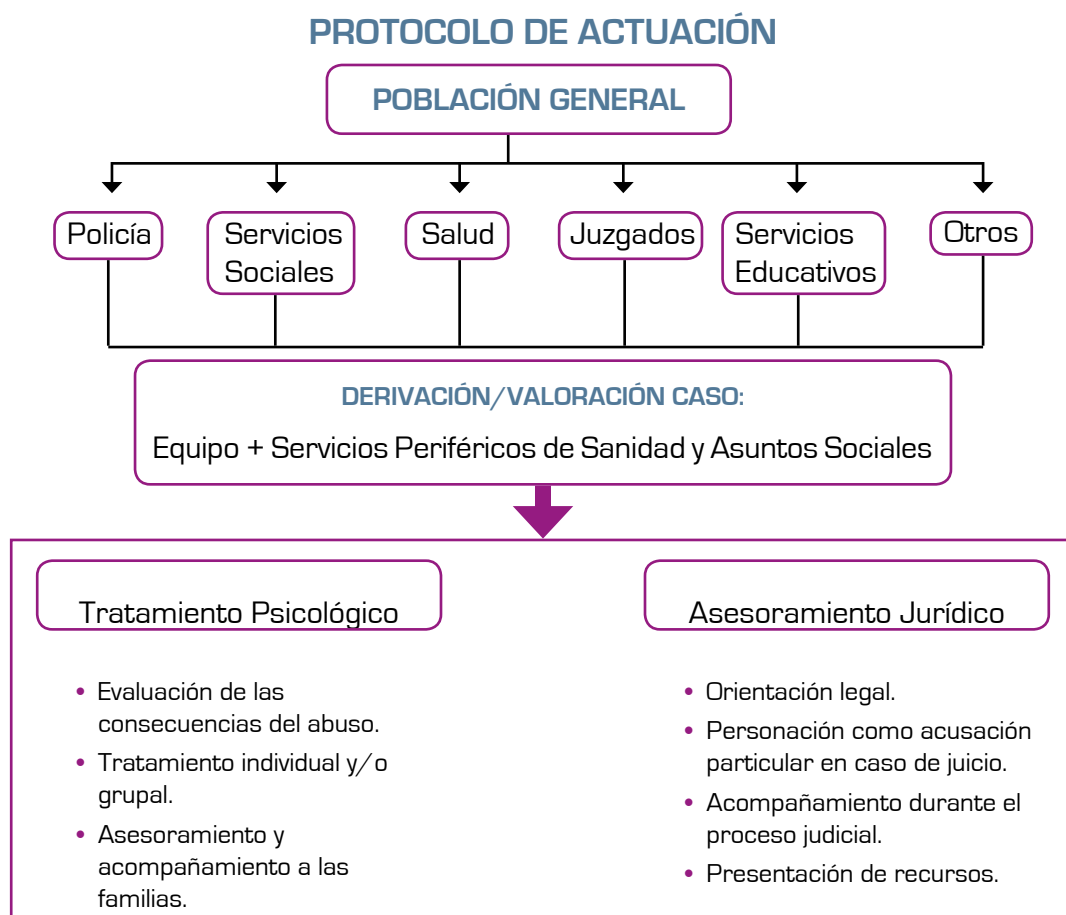 PROTOCOLO DE ACTUACIÓN
POBLACIÓN GENERAL
Policía
Servicios
Sociales
Salud
Juzgados
Servicios
Educativos
Otros
DERIVACIÓN/VALORACIÓN CASO:
Equipo + Servicios Periféricos de Sanidad y Asuntos Sociales
Tratamiento Psicológico
• Evaluación de las
consecuencias del abuso.
• Tratamiento individual y/o
grupal.
• Asesoramiento y
acompañamiento a las
familias.
Asesoramiento Jurídico
• Orientación legal.
• Personación como acusación
particular en caso de juicio.
• Acompañamiento durante el
proceso judicial.
• Presentación de recursos.